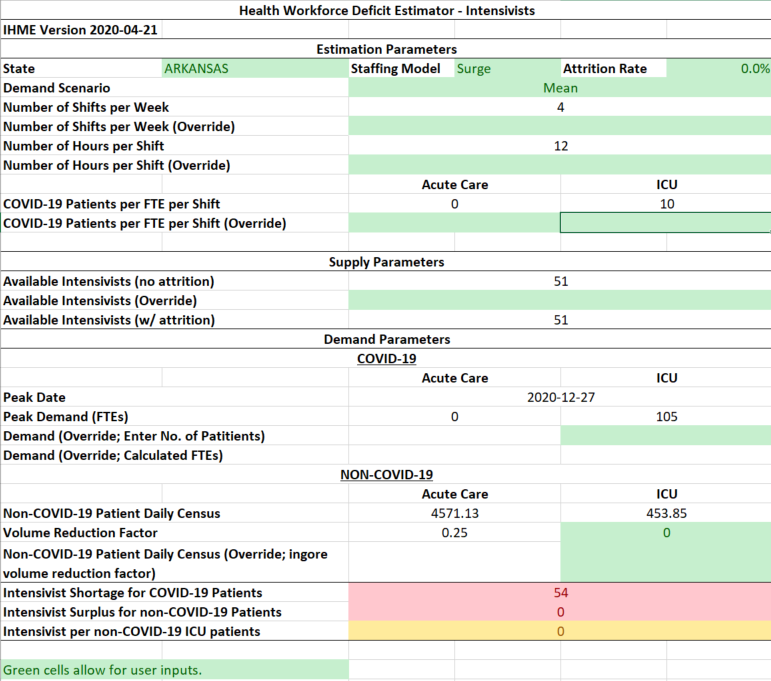 Health Workforce Deficit Estimator - Intensivists
IHME Version 2020-04-21
Estimation Parameters
State ARKANSAS Staffing Model Surge Attrition Rate 0.0%
Demand Scenario Mean
Number of Shifts per Week 4
Number of Shifts per Week (Override)
Number of Hours per Shift 12
Number of Hours per Shift (Override)
Acute Care ICU
COVID-19 Patients per FTE per Shift 0 10
COVID-19 Patients per FTE per Shift (Override)
Supply Parameters
Available Intensivists (no attrition) 51
Available Intensivists (Override)
Available Intensivists (w/ attrition) 51
Demand Parameters
COVID-19
Acute Care ICU
Peak Date 2020-12-27
Peak Demand (FTEs) 0 105
Demand (Override; Enter No. of Patitients)
Demand (Override; Calculated FTEs)
NON-COVID-19
Acute Care ICU
Non-COVID-19 Patient Daily Census 4571.13 453.85
Volume Reduction Factor 0.25 0
Non-COVID-19 Patient Daily Census (Override; ingore
volume reduction factor)
Intensivist Shortage for COVID-19 Patients 54
Intensivist Surplus for non-COVID-19 Patients 0
Intensivist per non-COVID-19 ICU patients 0
Green cells allow for user inputs.